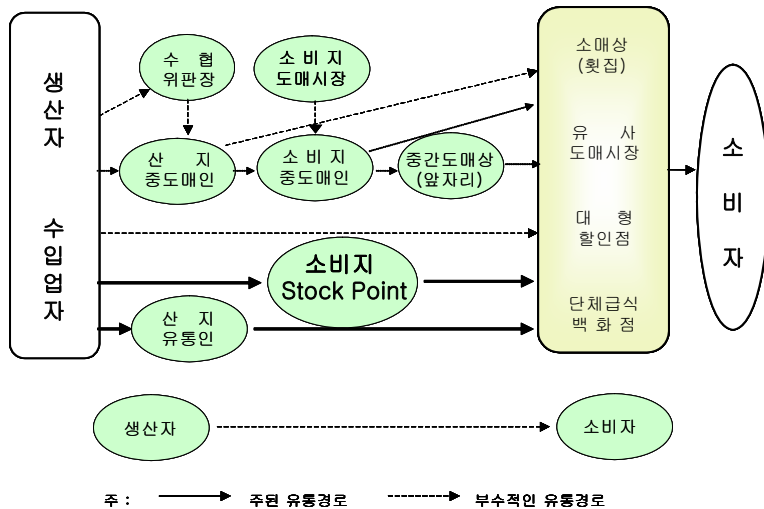 생산자
수입업자
수 협
위판장
소 비 지
도매시장
산 지
중도매인
소 비 지
중도매인
중간도매상
(앞자리)
소비지
Stock Point
산 지
유통인
소매상
(횟집)
유 사
도매시장
대 형
할인점
단체급식
백 화 점
소비자
생산자
소비자
주 : 주된 유통경로 부수적인 유통경로